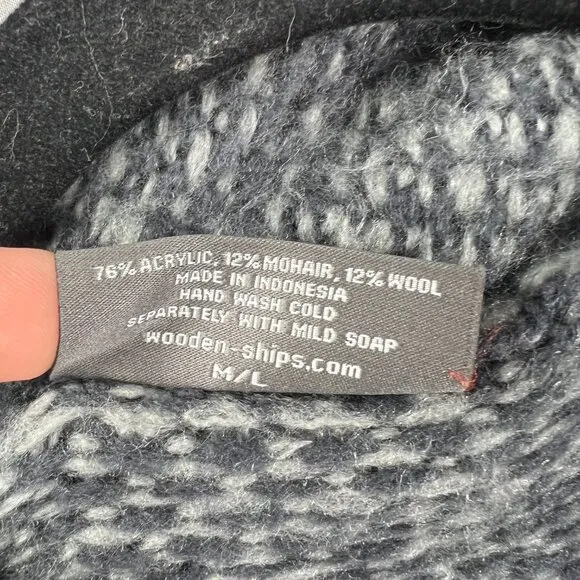 76% ACRYLIC, 12% MOHAIR, 12% WOOL
MADE IN INDONESIA
HAND WASH COLD
SEPARATELY WITH MILD SOAP
wooden-ships.com
M/L